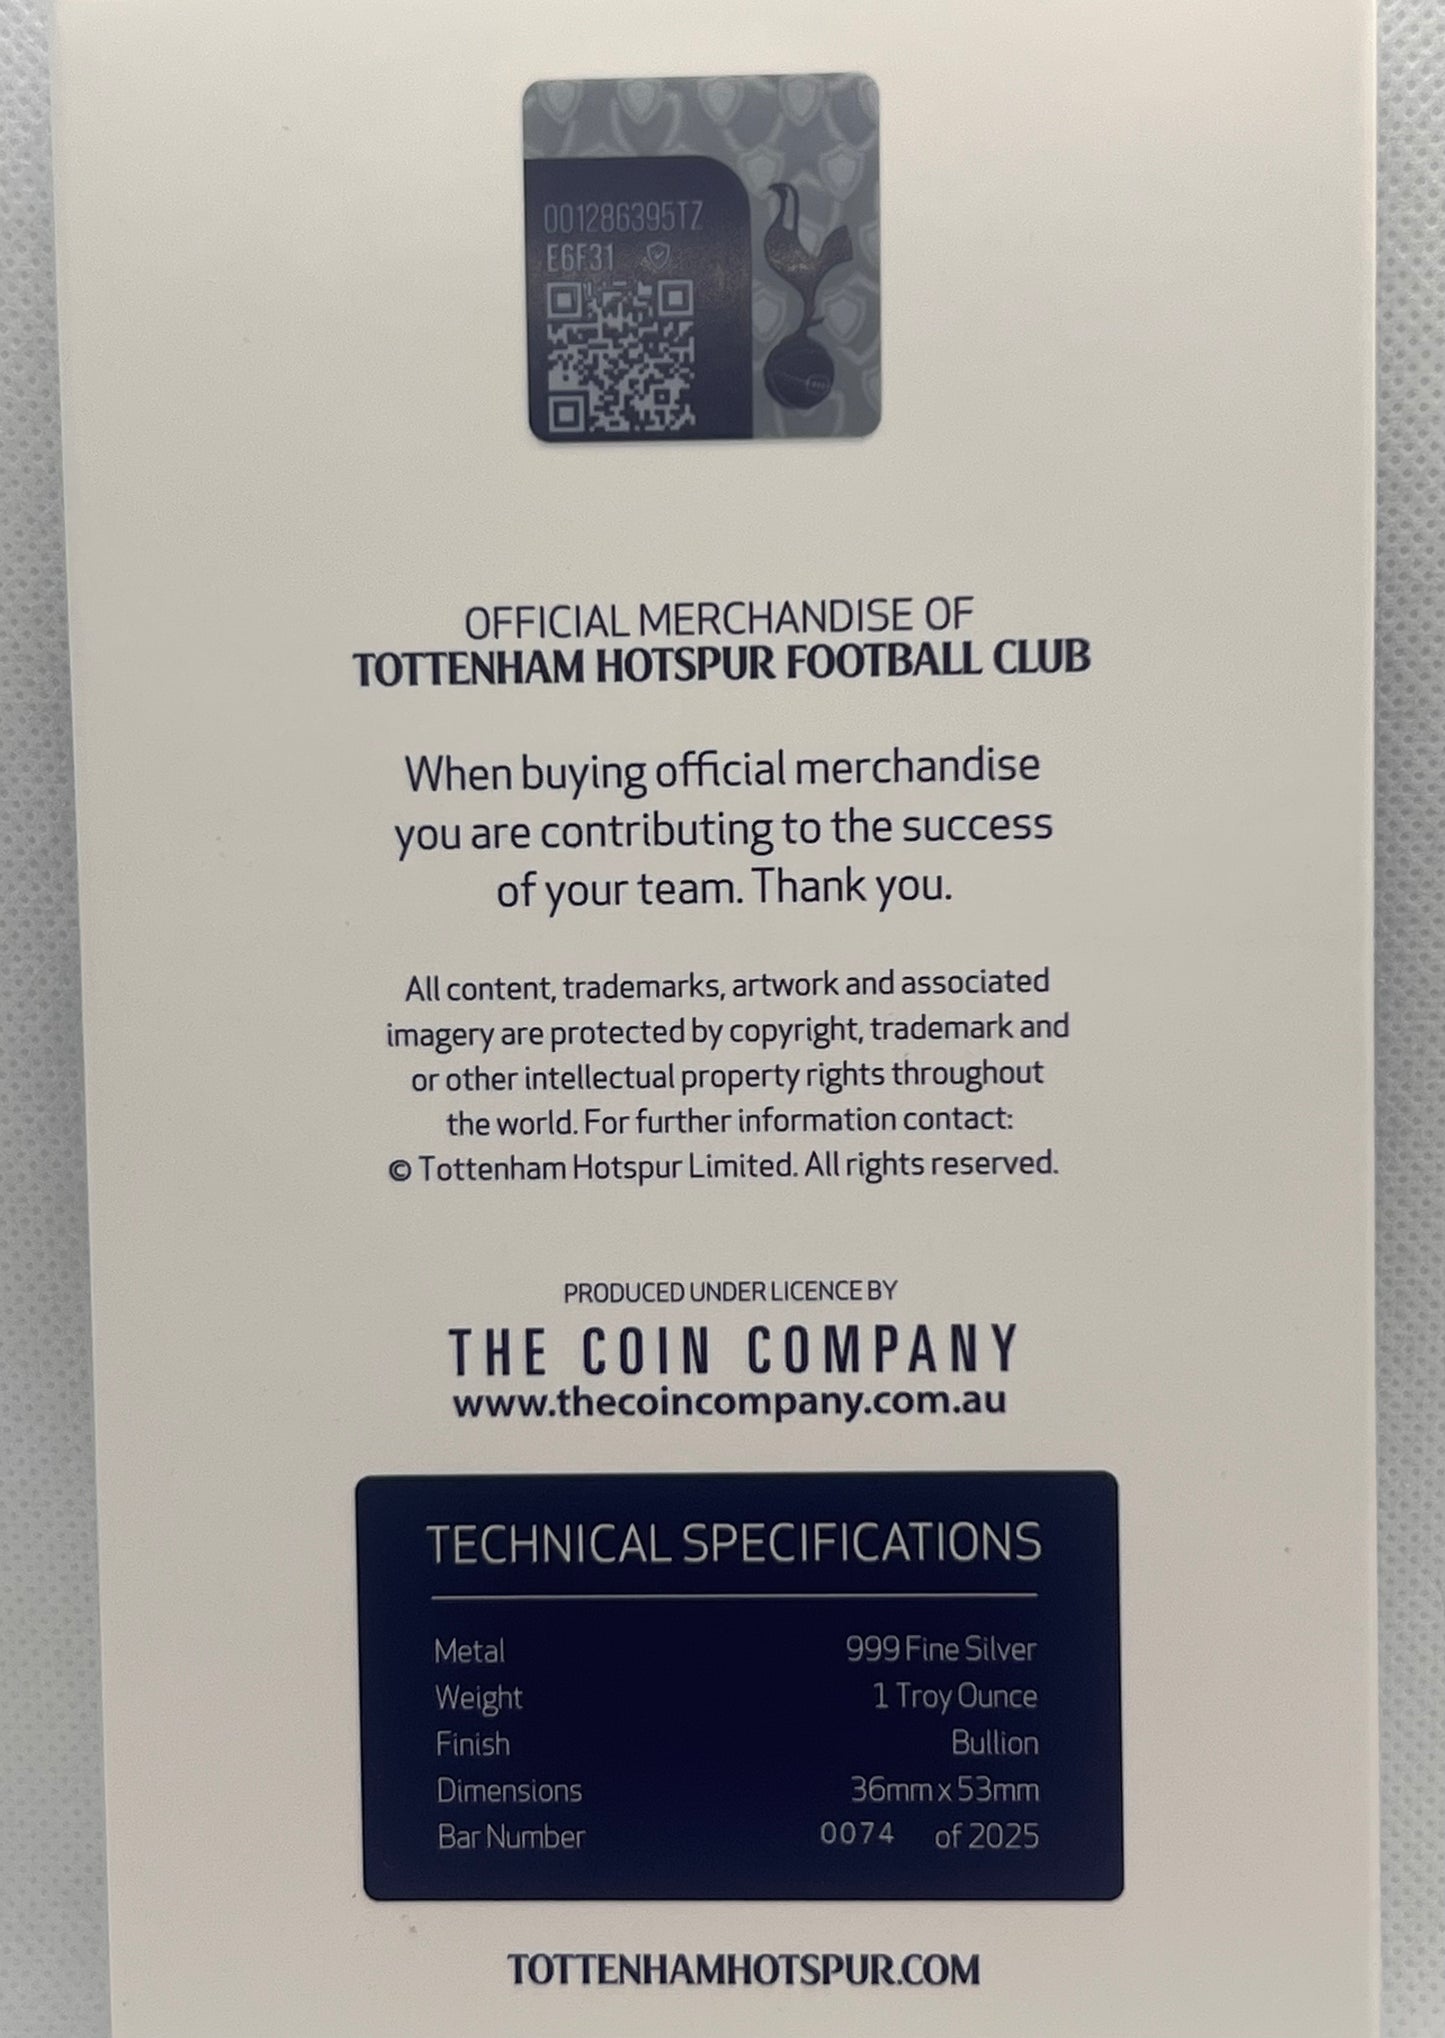 001286395TZ
E6F31
OFFICIAL MERCHANDISE OF
TOTTENHAM HOTSPUR FOOTBALL CLUB
When buying official merchandise
you are contributing to the success
of your team. Thank you.
All content, trademarks, artwork and associated
imagery are protected by copyright, trademark and
or other intellectual property rights throughout
the world. For further information contact:
© Tottenham Hotspur Limited. All rights reserved.
PRODUCED UNDER LICENCE BY
THE COIN COMPANY
www.thecoincompany.com.au
TECHNICAL SPECIFICATIONS
Metal 999 Fine Silver
Weight 1 Troy Ounce
Finish Bullion
Dimensions 36mm x 53mm
Bar Number 0074 of 2025
TOTTENHAMHOTSPUR.COM